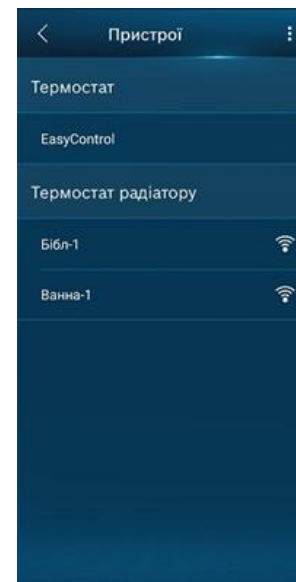 Пристрої
Термостат
EasyControl
Термостат радіатору
Бібл-1
Ванна-1